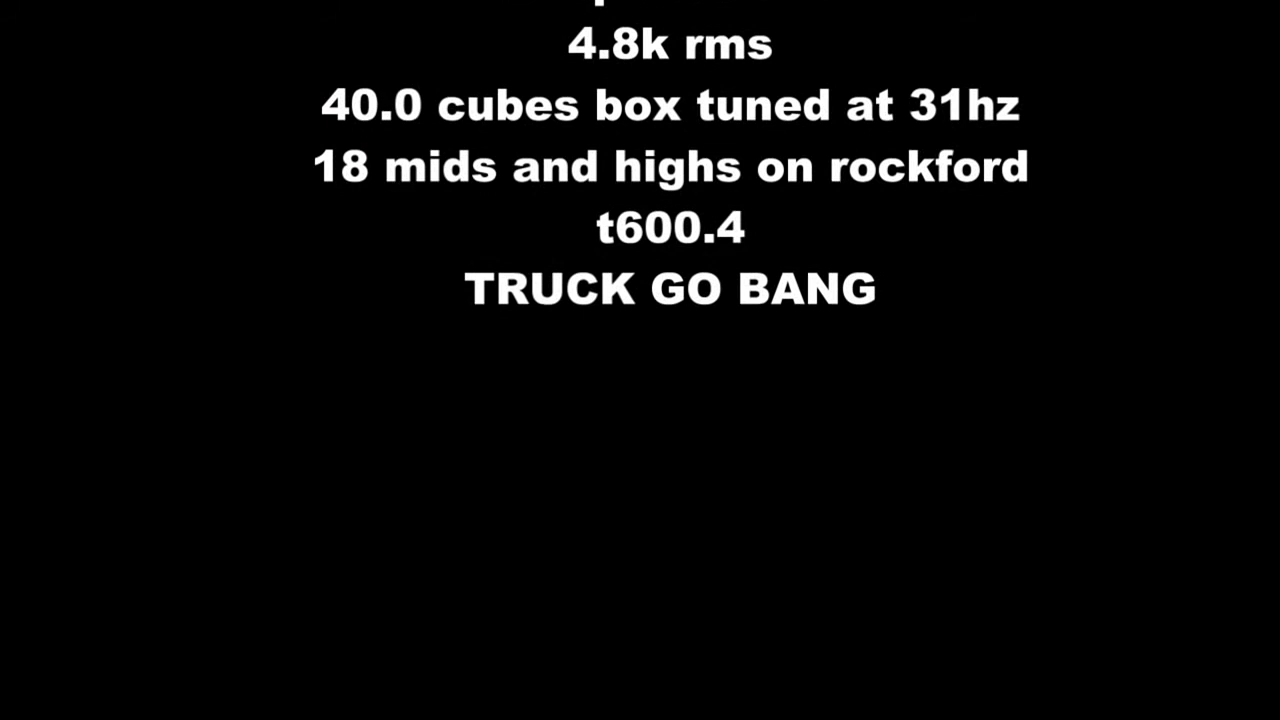 4.8k rms
40.0 cubes box tuned at 31hz
18 mids and highs on rockford
t600.4
TRUCK GO BANG